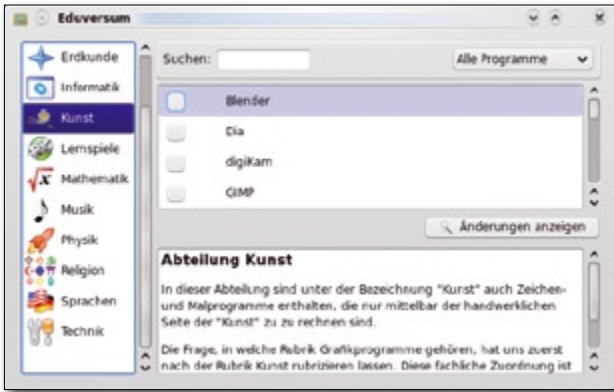 Eduversum
Erdkunde
Informatik
Kunst
Lernspiele
Mathematik
Musik
Physik
Religion
Sprachen
Technik
Suchen:
Alle Programme
Blender
Dia
digiKam
GIMP
Änderungen anzeigen
Abteilung Kunst
In dieser Abteilung sind unter der Bezeichnung "Kunst" auch Zeichen-
und Malprogramme enthalten, die nur mittelbar der handwerklichen
Seite der "Kunst" zu zu rechnen sind.
Die Frage, in welche Rubrik Grafikprogramme gehören, hat uns zuerst
nach der Rubrik Kunst rubrizieren lassen. Diese fachliche Zuordnung ist